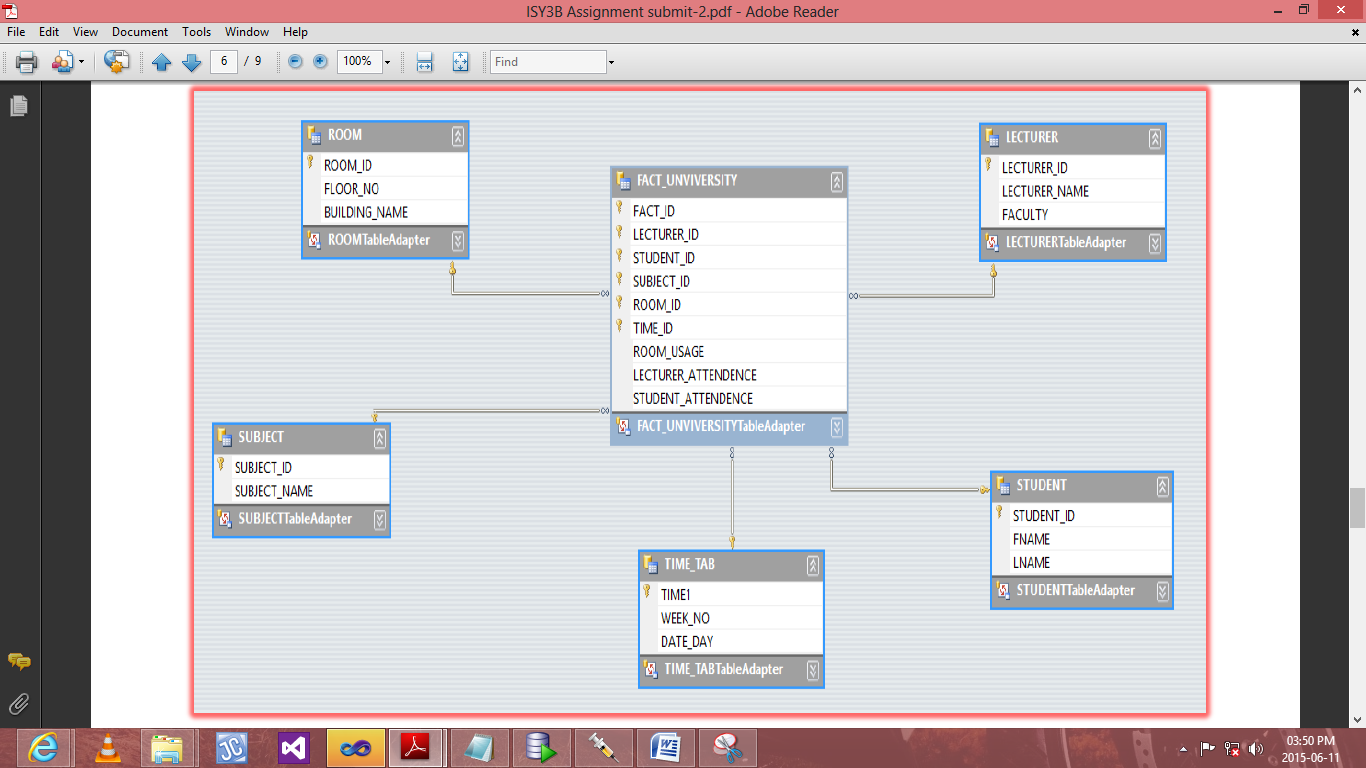 ISY3B Assignment submit-2.pdf - Adobe Reader
File Edit View Document Tools Window Help
6 / 9 100% Find
ROOM
ROOM_ID
FLOOR_NO
BUILDING_NAME
ROOMTableAdapter
FACT_UNVIVERSITY
FACT_ID
LECTURER_ID
STUDENT_ID
SUBJECT_ID
ROOM_ID
TIME_ID
ROOM_USAGE
LECTURER_ATTENDENCE
STUDENT_ATTENDENCE
FACT_UNVIVERSITYTableAdapter
LECTURER
LECTURER_ID
LECTURER_NAME
FACULTY
LECTURERTableAdapter
SUBJECT
SUBJECT_ID
SUBJECT_NAME
SUBJECTTableAdapter
TIME_TAB
TIME1
WEEK_NO
DATE_DAY
TIME_TABTableAdapter
STUDENT
STUDENT_ID
FNAME
LNAME
STUDENTTableAdapter
03:50 PM
2015-06-11